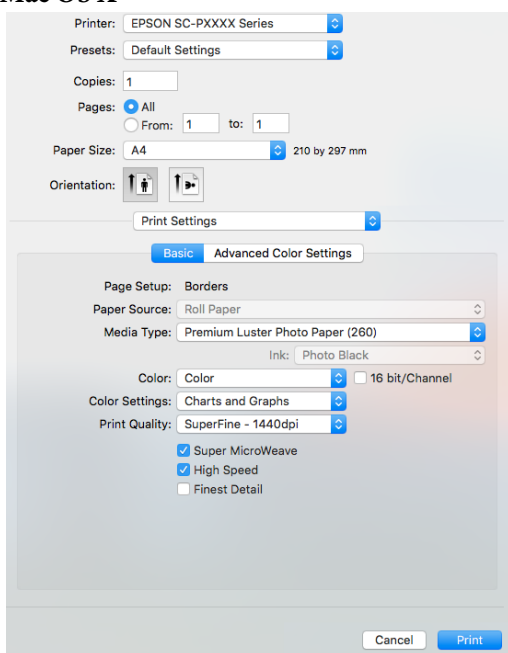 Printer: EPSON SC-PXXXX Series
Presets: Default Settings
Copies: 1
Pages: All
From: 1 to: 1
Paper Size: A4 210 by 297 mm
Orientation:
Print Settings
Basic Advanced Color Settings
Page Setup: Borders
Paper Source: Roll Paper
Media Type: Premium Luster Photo Paper (260)
Ink: Photo Black
Color: Color 16 bit/Channel
Color Settings: Charts and Graphs
Print Quality: SuperFine - 1440dpi
Super MicroWeave
High Speed
Finest Detail
Cancel Print